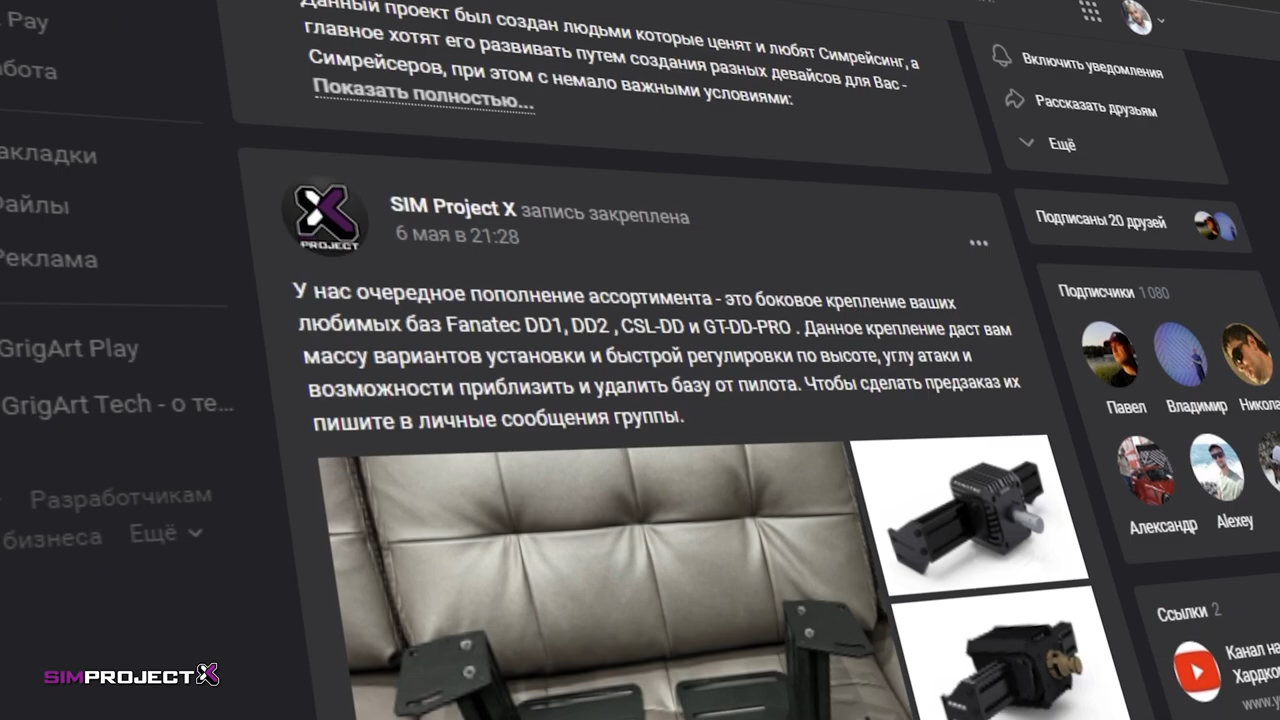 Pay
Закладки
Файлы
Реклама
GrigArt Play
GrigArt Tech - о те...
Разработчикам
бизнеса Ещё
Данный проект был создан людьми которые ценят и любят Симрейсинг, а
главное хотят его развивать путем создания разных девайсов для Вас -
Симрейсеров, при этом с немало важными условиями:
Показать полностью...
PROJECT
SIM Project X запись закреплена
6 мая в 21:28
У нас очередное пополнение ассортимента - это боковое крепление ваших
любимых баз Fanatec DD1, DD2 , CSL-DD и GT-DD-PRO . Данное крепление даст вам
массу вариантов установки и быстрой регулировки по высоте, углу атаки и
возможности приблизить и удалить базу от пилота. Чтобы сделать предзаказ их
пишите в личные сообщения группы.
Включить уведомления
Рассказать друзьям
Ещё
Подписаны 20 друзей
Подписчики 1 080
Павел
Владимир
Никола
Александр
Alexey
Ссылки 2
Канал на
Хардко
www.y
SIMPROJECTX